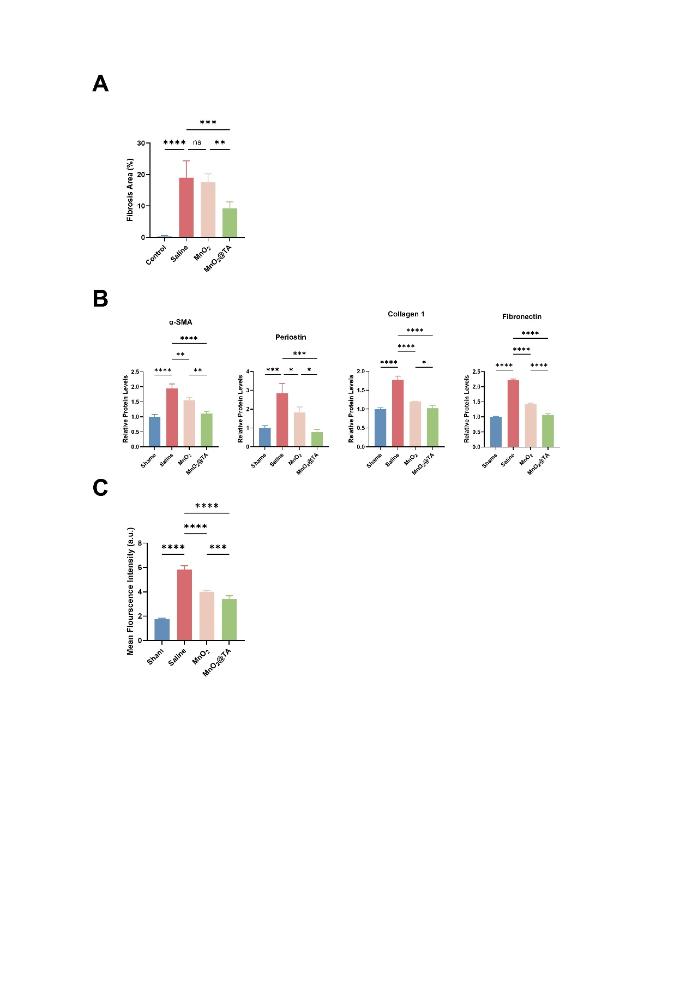 A
***
**** ns **
30
20
10
0
Fibrosis Area (%)
Control
Saline
MnO₂
MnO₂@TA
B
α-SMA
****
**
**** **
2.5
2.0
1.5
1.0
0.5
0.0
Relative Protein Levels
Shame
Saline
MnO₂
MnO₂@TA
Periostin
***
*** * *
4
3
2
1
0
Relative Protein Levels
Shame
Saline
MnO₂
MnO₂@TA
Collagen 1
****
****
**** *
2.0
1.5
1.0
0.5
0.0
Relative Protein Levels
Shame
Saline
MnO₂
MnO₂@TA
Fibronectin
****
****
**** ****
2.5
2.0
1.5
1.0
0.5
0.0
Relative Protein Levels
Shame
Saline
MnO₂
MnO₂@TA
C
****
****
**** ***
8
6
4
2
0
Mean Flourscence Intensity (a.u.)
Sham
Saline
MnO₂
MnO₂@TA